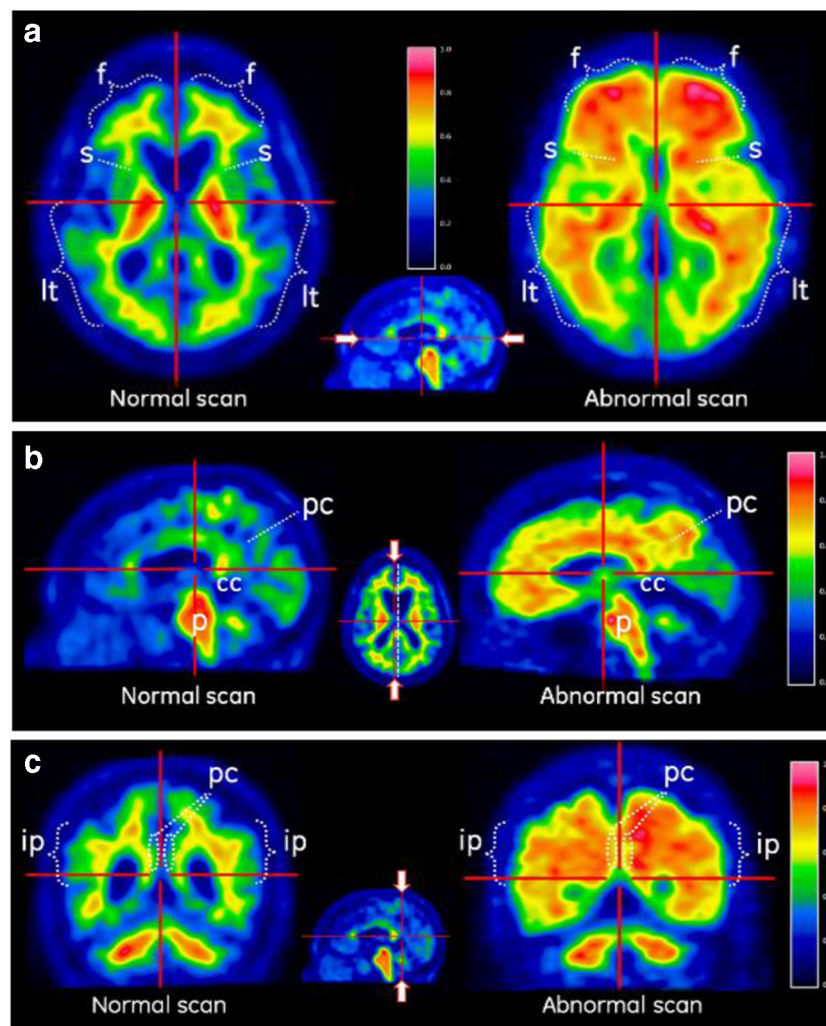 a
f f
f f
1.0
0.8
0.6
0.4
0.2
0.0
s s
s s
lt lt
lt lt
Normal scan
Abnormal scan
b
pc
pc
cc
cc
p
p
Normal scan
Abnormal scan
c
pc
pc
ip ip
ip ip
Normal scan
Abnormal scan